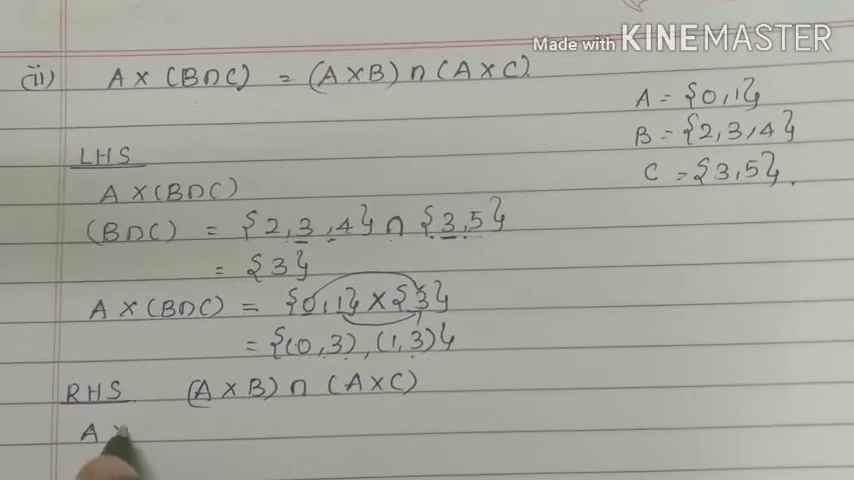 Made with KINEMASTER
(ii) A × (B∩C) = (A×B) ∩ (A×C)
A = {0,1}
B = {2,3,4}
C = {3,5}.
LHS
A × (B∩C)
(B∩C) = {2,3,4} ∩ {3,5}
= {3}
A × (B∩C) = {0,1} × {3}
= {(0,3), (1,3)}
RHS (A × B) ∩ (A×C)
A ×